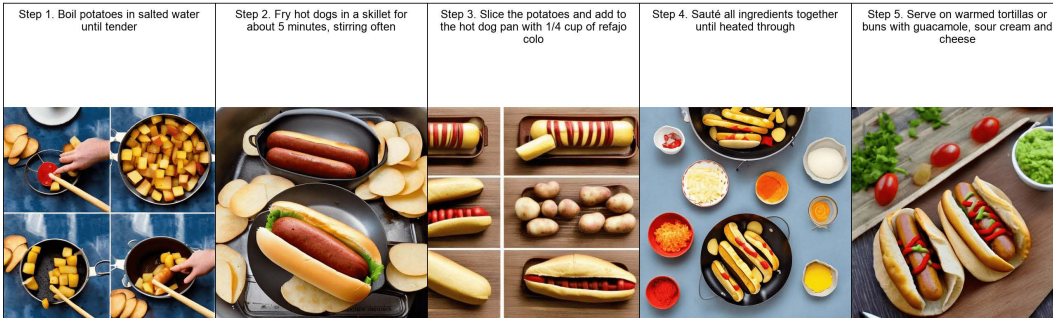 Step 1. Boil potatoes in salted water
until tender
Step 2. Fry hot dogs in a skillet for
about 5 minutes, stirring often
Step 3. Slice the potatoes and add to
the hot dog pan with 1/4 cup of refajo
colo
Step 4. Sauté all ingredients together
until heated through
Step 5. Serve on warmed tortillas or
buns with guacamole, sour cream and
cheese